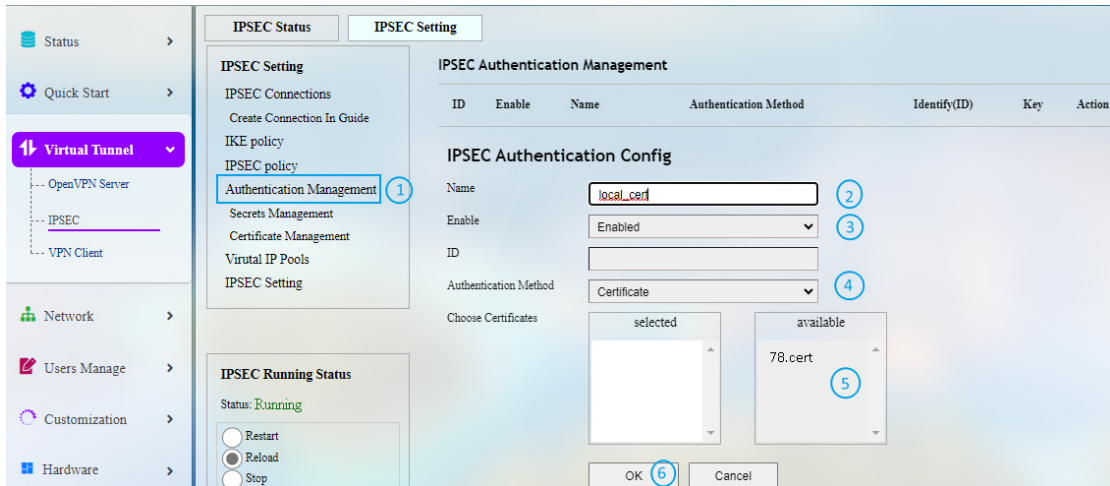 IPSEC Status
IPSEC Setting
Status
Quick Start
Virtual Tunnel
OpenVPN Server
IPSEC
VPN Client
Network
Users Manage
Customization
Hardware
IPSEC Setting
IPSEC Connections
Create Connection In Guide
IKE policy
IPSEC policy
Authentication Management 1
Secrets Management
Certificate Management
Virutal IP Pools
IPSEC Setting
IPSEC Running Status
Status: Running
Restart
Reload
Stop
IPSEC Authentication Management
ID Enable Name Authentication Method Identify(ID) Key Action
IPSEC Authentication Config
Name local_cert 2
Enable Enabled 3
ID
Authentication Method Certificate 4
Choose Certificates selected available
78.cert
5
OK 6 Cancel